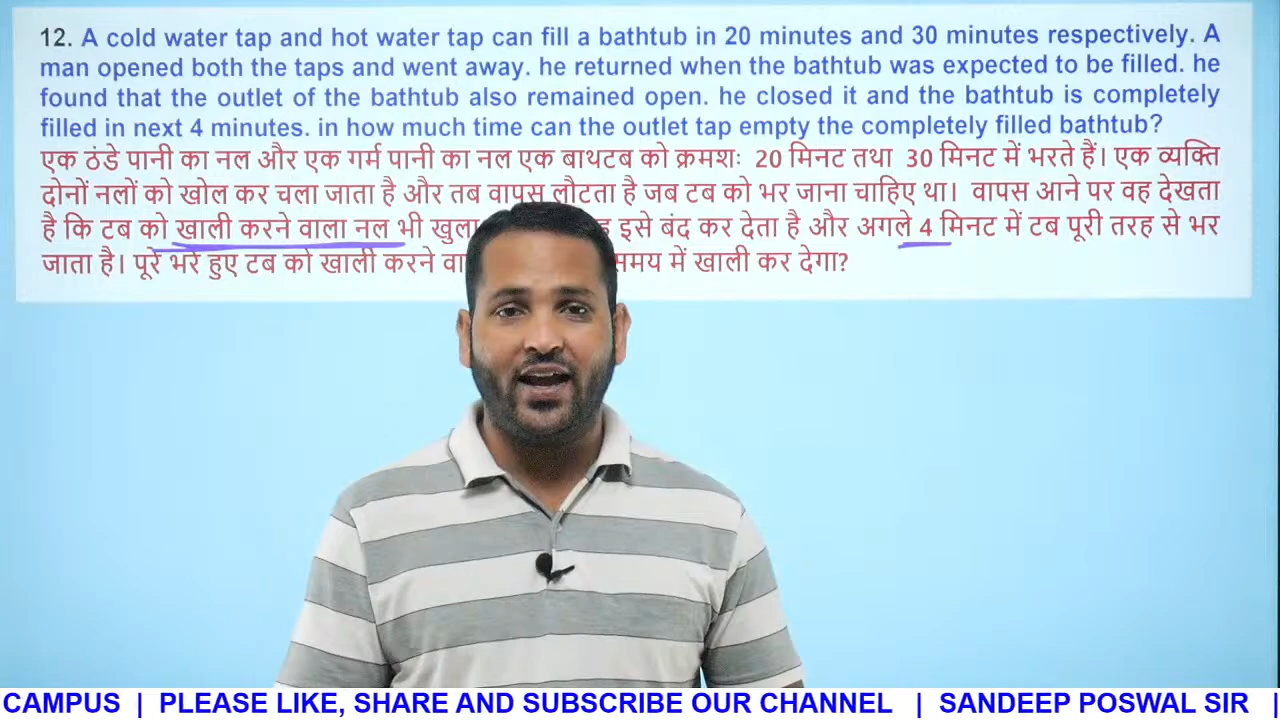 12. A cold water tap and hot water tap can fill a bathtub in 20 minutes and 30 minutes respectively. A
man opened both the taps and went away. he returned when the bathtub was expected to be filled. he
found that the outlet of the bathtub also remained open. he closed it and the bathtub is completely
filled in next 4 minutes. in how much time can the outlet tap empty the completely filled bathtub?
एक ठंडे पानी का नल और एक गर्म पानी का नल एक बाथटब को क्रमशः 20 मिनट तथा 30 मिनट में भरते हैं। एक व्यक्ति
दोनों नलों को खोल कर चला जाता है और तब वापस लौटता है जब टब को भर जाना चाहिए था। वापस आने पर वह देखता
है कि टब को खाली करने वाला नल भी इसे बंद कर देता है और अगले 4 मिनट में टब पूरी तरह से भर
जाता है। पूरे भरे हुए टब को खाली करने समय में खाली कर देगा?
CAMPUS | PLEASE LIKE, SHARE AND SUBSCRIBE OUR CHANNEL | SANDEEP POSWAL SIR |